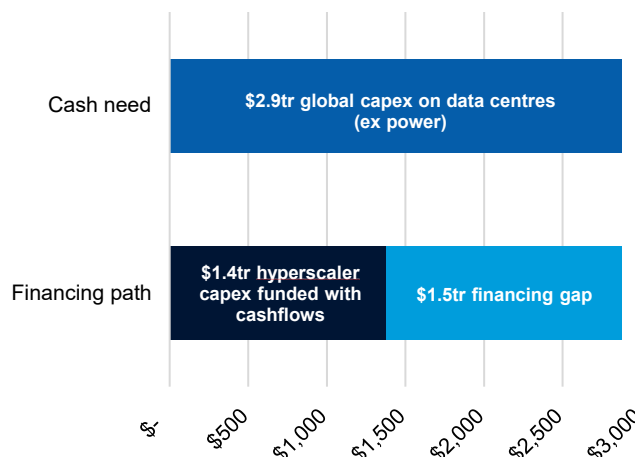 Cash need
$2.9tr global capex on data centres
(ex power)
Financing path
$1.4tr hyperscaler
capex funded with
cashflows
$1.5tr financing gap
$-
$500
$1,000
$1,500
$2,000
$2,500
$3,000